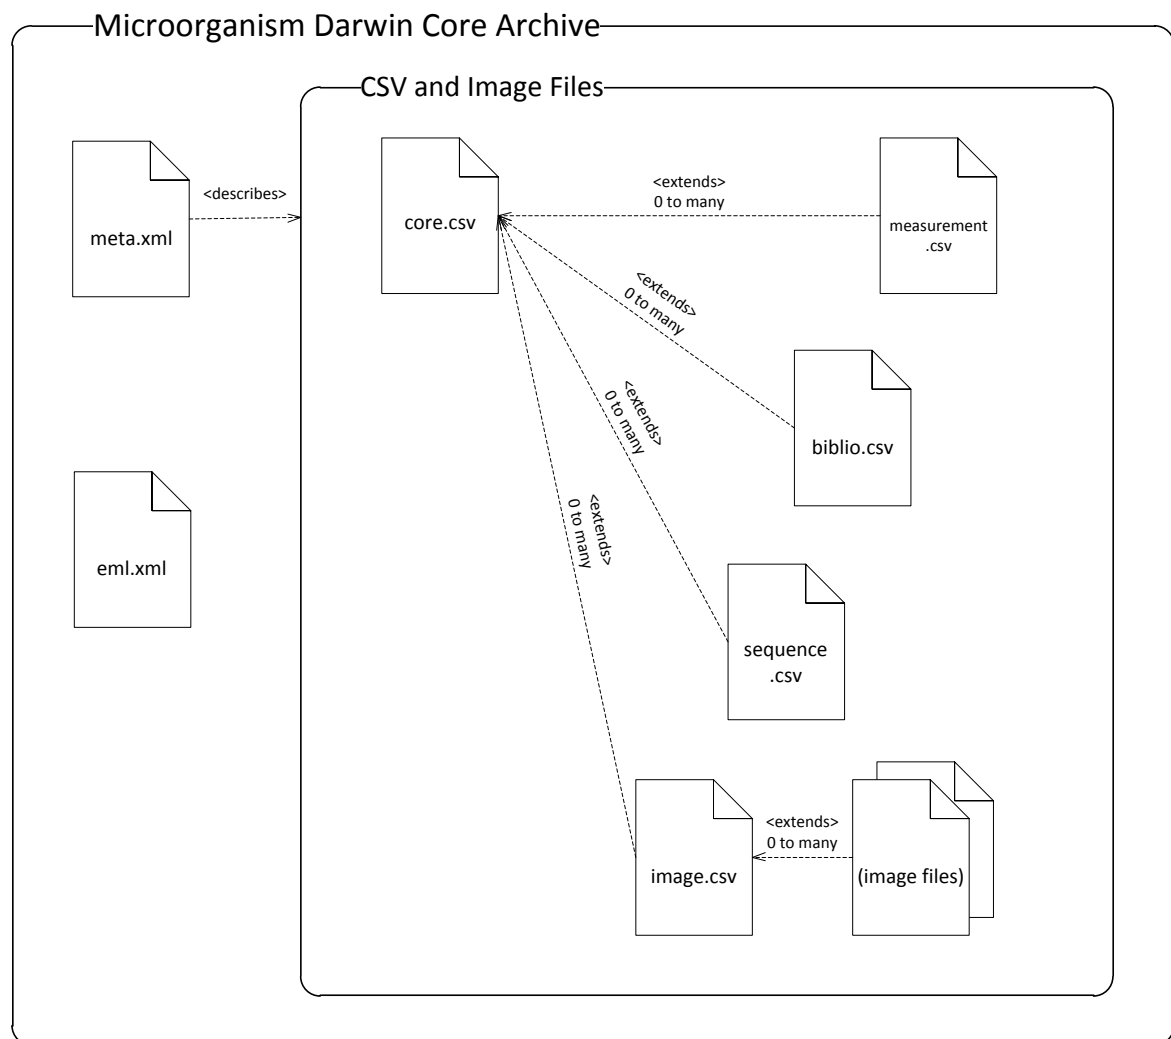 Microorganism Darwin Core Archive
CSV and Image Files
meta.xml
<describes>
core.csv
<extends>
0 to many
measurement
.csv
<extends>
0 to many
biblio.csv
<extends>
0 to many
sequence
.csv
<extends>
0 to many
eml.xml
image.csv
<extends>
0 to many
(image files)